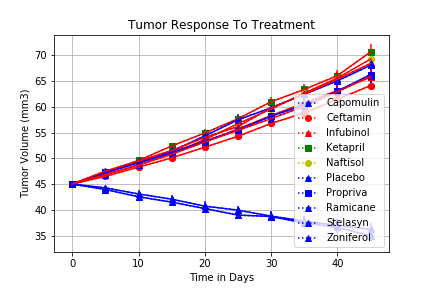 Tumor Response To Treatment
Tumor Volume (mm3)
70
65
60
55
50
45
40
35
0
10
20
30
40
Time in Days
Capomulin
Ceftamin
Infubinol
Ketapril
Naftisol
Placebo
Propriva
Ramicane
Stelasyn
Zoniferol